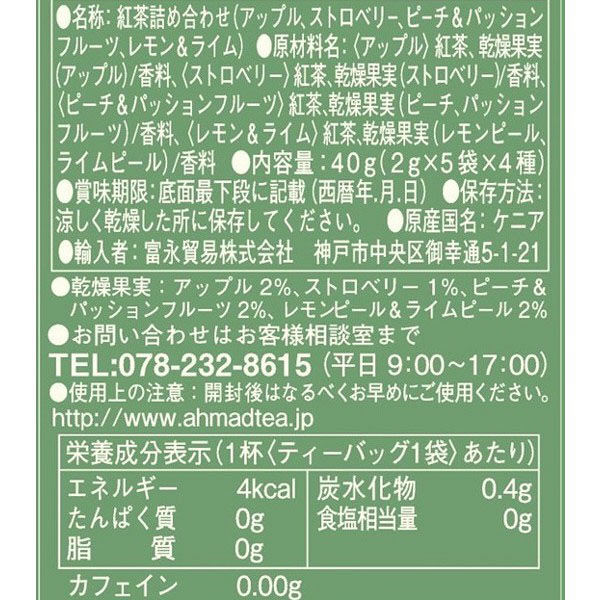 ●名称：紅茶詰め合わせ（アップル、ストロベリー、ピーチ＆パッション
フルーツ、レモン＆ライム）●原材料名：〈アップル〉紅茶、乾燥果実
（アップル）/香料、〈ストロベリー〉紅茶、乾燥果実（ストロベリー）/香料、
〈ピーチ＆パッションフルーツ〉紅茶、乾燥果実（ピーチ、パッション
フルーツ）/香料、〈レモン＆ライム〉紅茶、乾燥果実（レモンピール、
ライムピール）/香料 ●内容量：40g（2g×5袋×4種）
●賞味期限：底面最下段に記載（西暦年.月.日） ●保存方法：
涼しく乾燥した所に保存してください。 ●原産国名：ケニア
●輸入者：富永貿易株式会社 神戸市中央区御幸通5-1-21
●乾燥果実：アップル 2%、ストロベリー 1%、ピーチ＆
パッションフルーツ 2%、レモンピール＆ライムピール 2%
●お問い合わせはお客様相談室まで
TEL:078-232-8615（平日 9:00〜17:00）
●使用上の注意：開封後はなるべくお早めにご使用ください。
http://www.ahmadtea.jp
栄養成分表示（1杯〈ティーバッグ1袋〉あたり）
エネルギー 4kcal 炭水化物 0.4g
たんぱく質 0g 食塩相当量 0g
脂質 0g
カフェイン 0.00g